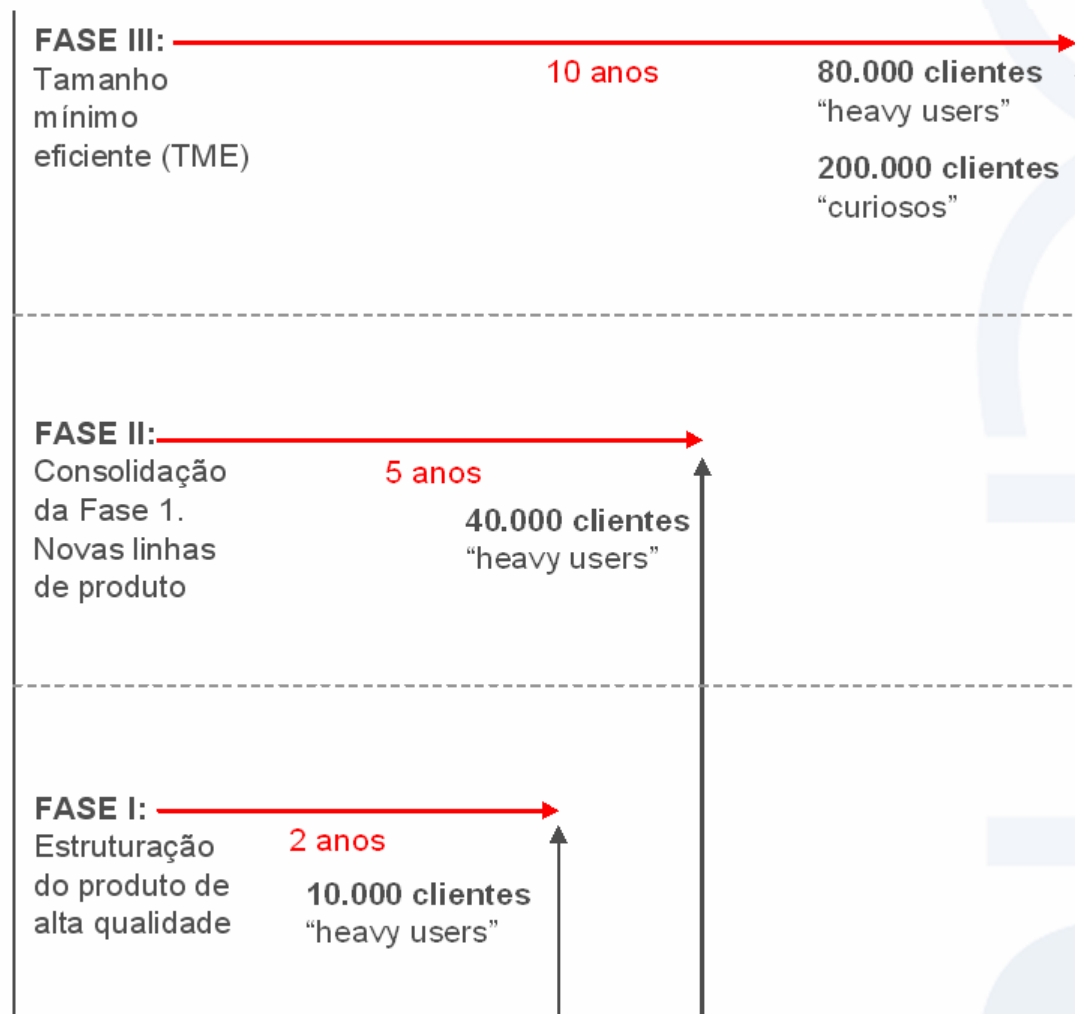 FASE III:
Tamanho
mínimo
eficiente (TME)
10 anos
80.000 clientes
“heavy users”
200.000 clientes
“curiosos”
FASE II:
Consolidação
da Fase 1.
Novas linhas
de produto
5 anos
40.000 clientes
“heavy users”
FASE I:
Estruturação
do produto de
alta qualidade
2 anos
10.000 clientes
“heavy users”